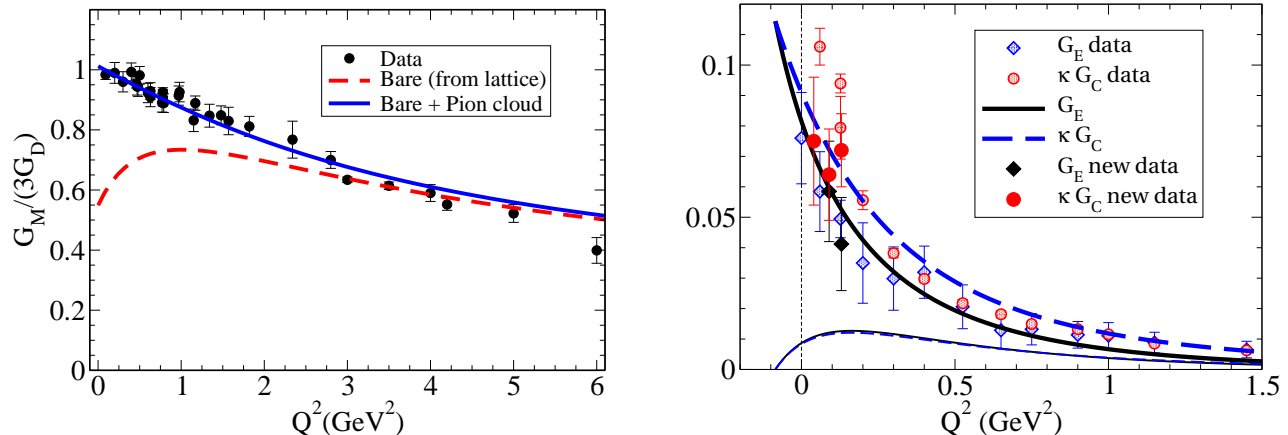 G_M/(3G_D)
1.2
1
0.8
0.6
0.4
0.2
0
Data
Bare (from lattice)
Bare + Pion cloud
0 1 2 3 4 5 6
Q^2 (GeV^2)
0.1
0.05
0
G_E data
κ G_C data
G_E
κ G_C
G_E new data
κ G_C new data
0 0.5 1 1.5
Q^2 (GeV^2)